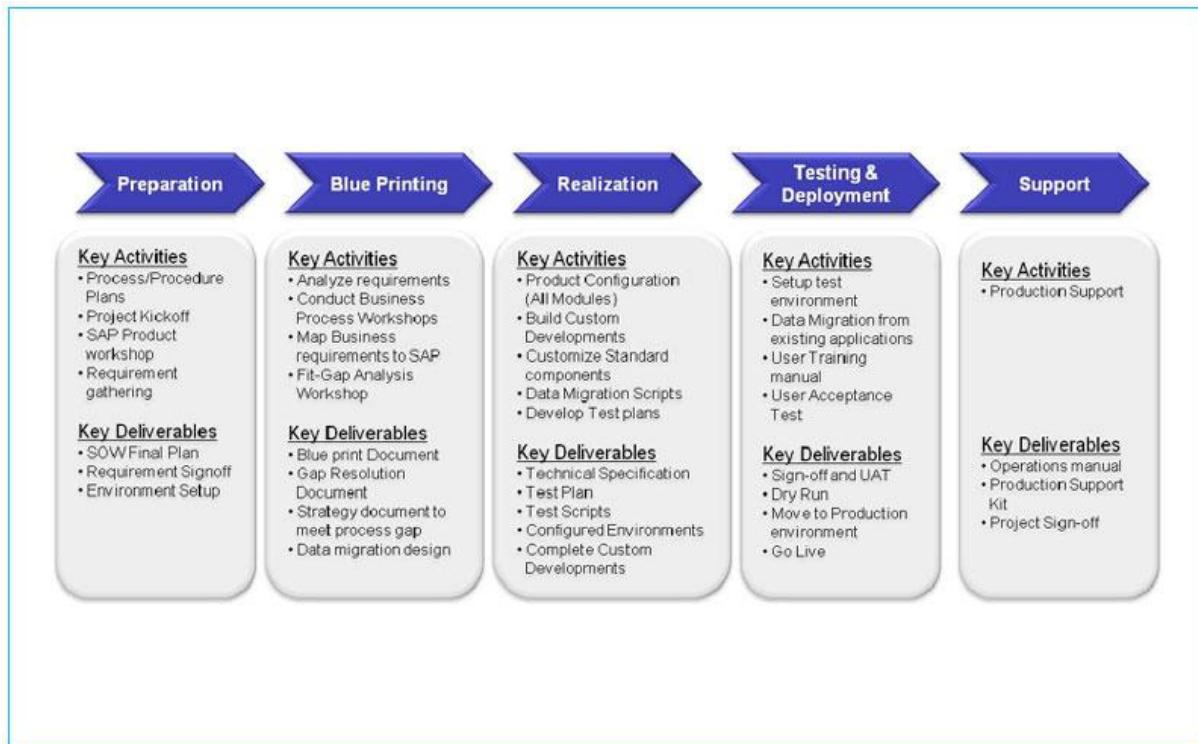 Preparation
Blue Printing
Realization
Testing &
Deployment
Support
Key Activities
• Process/Procedure
Plans
• Project Kickoff
• SAP Product
workshop
• Requirement
gathering
Key Deliverables
• SOW Final Plan
• Requirement Signoff
• Environment Setup
Key Activities
• Analyze requirements
• Conduct Business
Process Workshops
• Map Business
requirements to SAP
• Fit-Gap Analysis
Workshop
Key Deliverables
• Blue print Document
• Gap Resolution
Document
• Strategy document to
meet process gap
• Data migration design
Key Activities
• Product Configuration
(All Modules)
• Build Custom
Developments
• Customize Standard
components
• Data Migration Scripts
• Develop Test plans
Key Deliverables
• Technical Specification
• Test Plan
• Test Scripts
• Configured Environments
• Complete Custom
Developments
Key Activities
• Setup test
environment
• Data Migration from
existing applications
• User Training
manual
• User Acceptance
Test
Key Deliverables
• Sign-off and UAT
• Dry Run
• Move to Production
environment
• Go Live
Key Activities
• Production Support
Key Deliverables
• Operations manual
• Production Support
Kit
• Project Sign-off